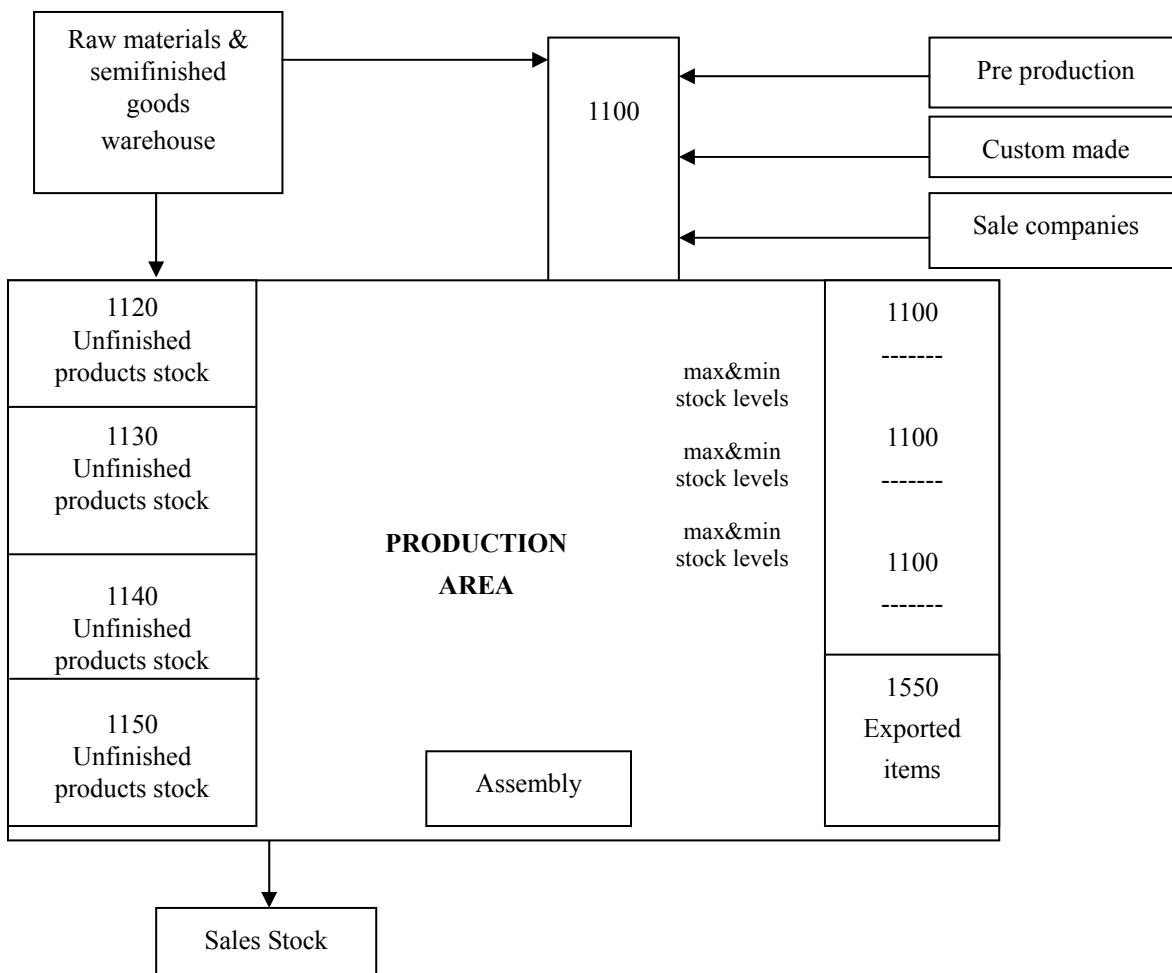 Raw materials &
semifinished
goods
warehouse
1100
Pre production
Custom made
Sale companies
1120
Unfinished
products stock
1130
Unfinished
products stock
1140
Unfinished
products stock
1150
Unfinished
products stock
PRODUCTION
AREA
Assembly
max&min
stock levels
max&min
stock levels
max&min
stock levels
1100
-------
1100
-------
1100
-------
1550
Exported
items
Sales Stock